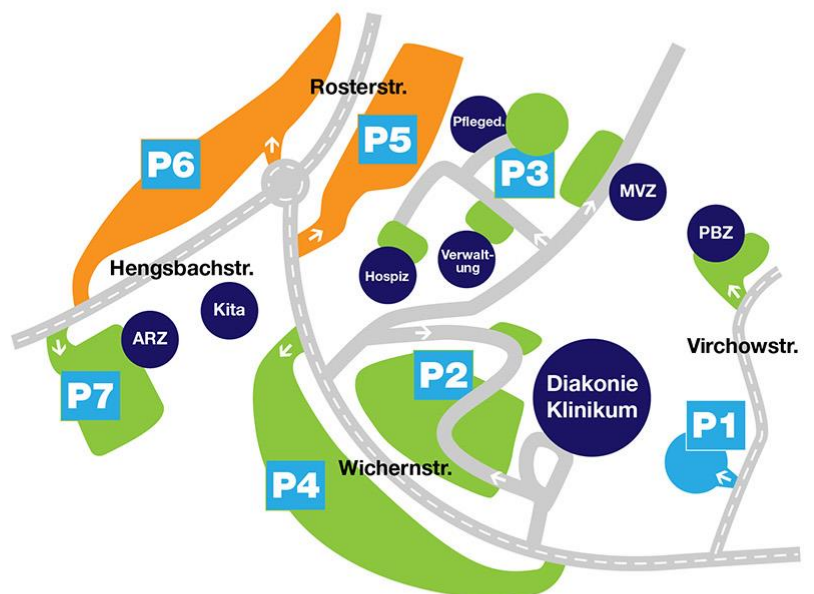 Rosterstr.
P6
P5
Pfleged.
P3
MVZ
PBZ
Hengsbachstr.
Hospiz
Verwalt-
ung
Kita
ARZ
Virchowstr.
P7
P2
Diakonie
Klinikum
P1
Wichernstr.
P4